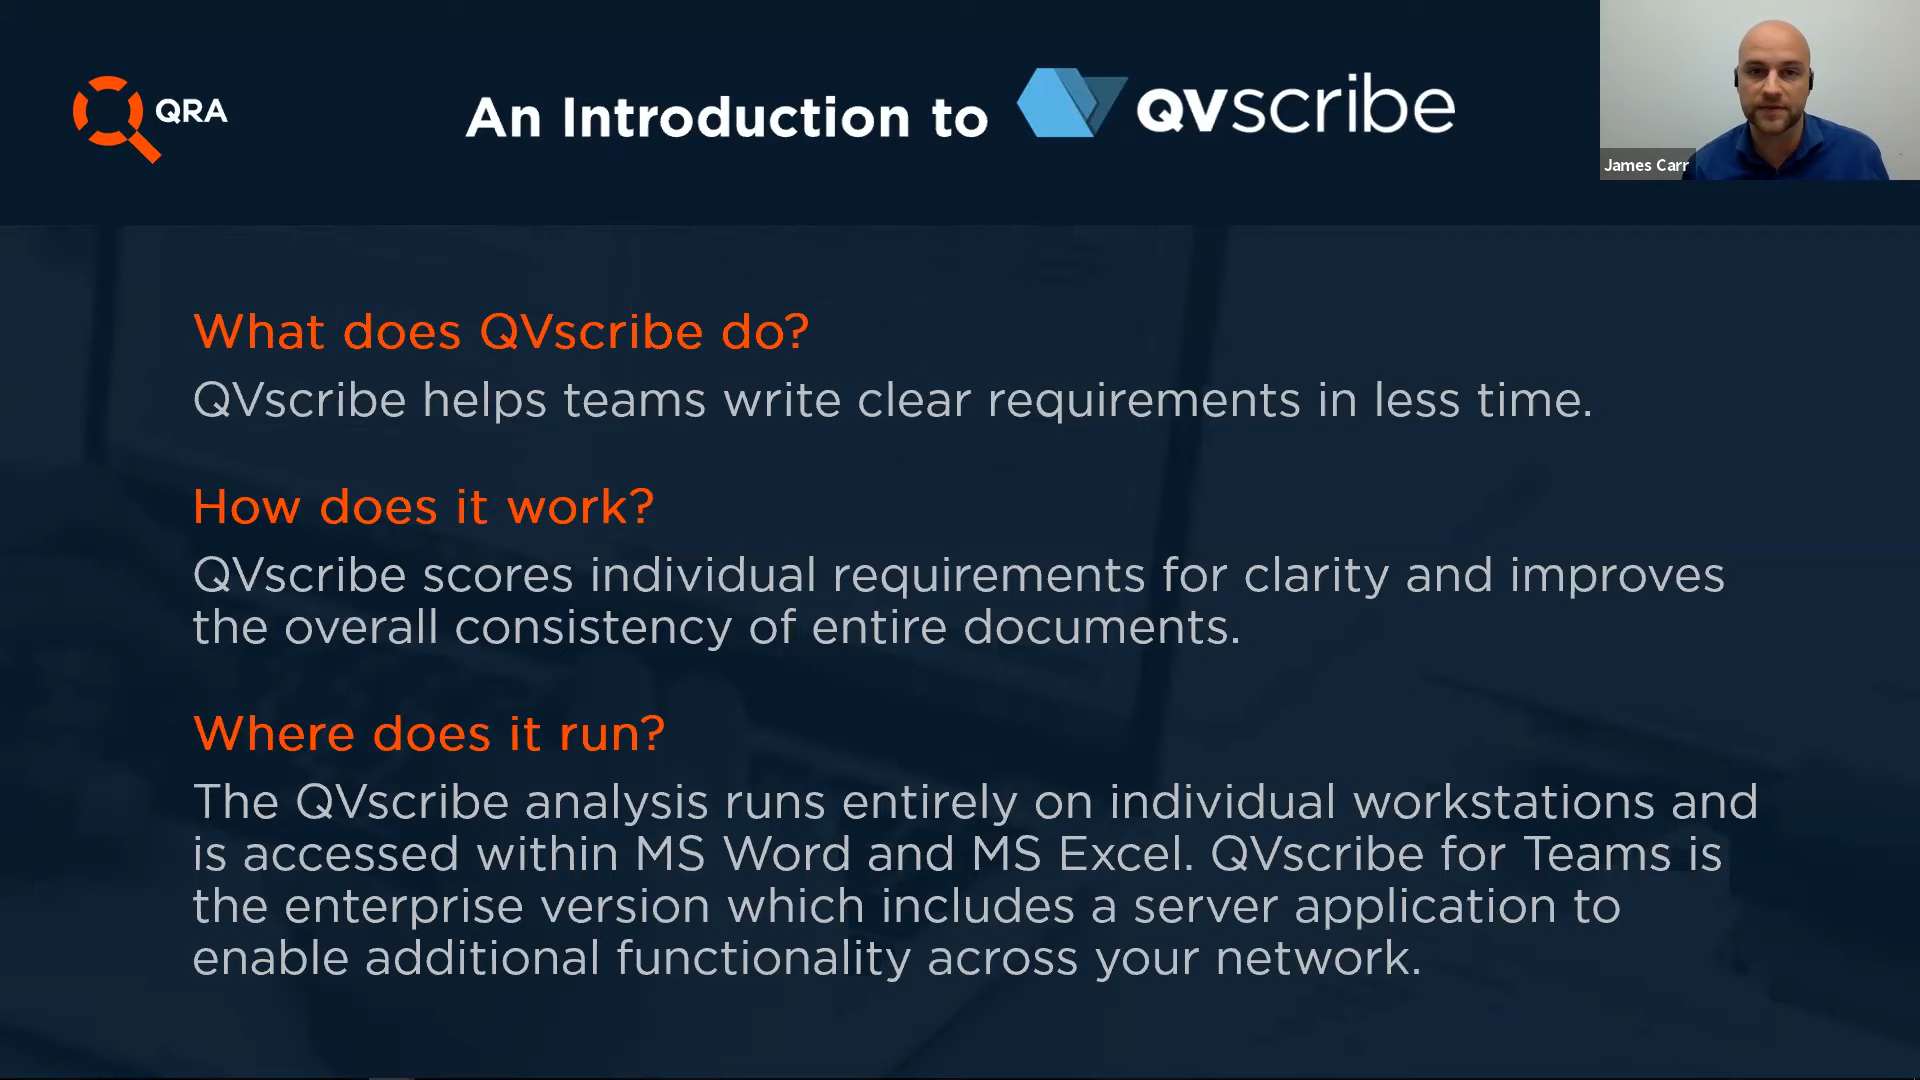 QRA
An Introduction to QVscribe
James Carr
What does QVscribe do?
QVscribe helps teams write clear requirements in less time.
How does it work?
QVscribe scores individual requirements for clarity and improves
the overall consistency of entire documents.
Where does it run?
The QVscribe analysis runs entirely on individual workstations and
is accessed within MS Word and MS Excel. QVscribe for Teams is
the enterprise version which includes a server application to
enable additional functionality across your network.